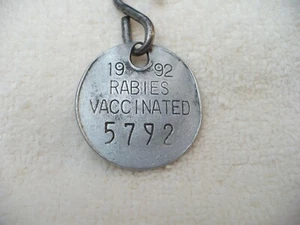 19 92
RABIES
VACCINATED
5792